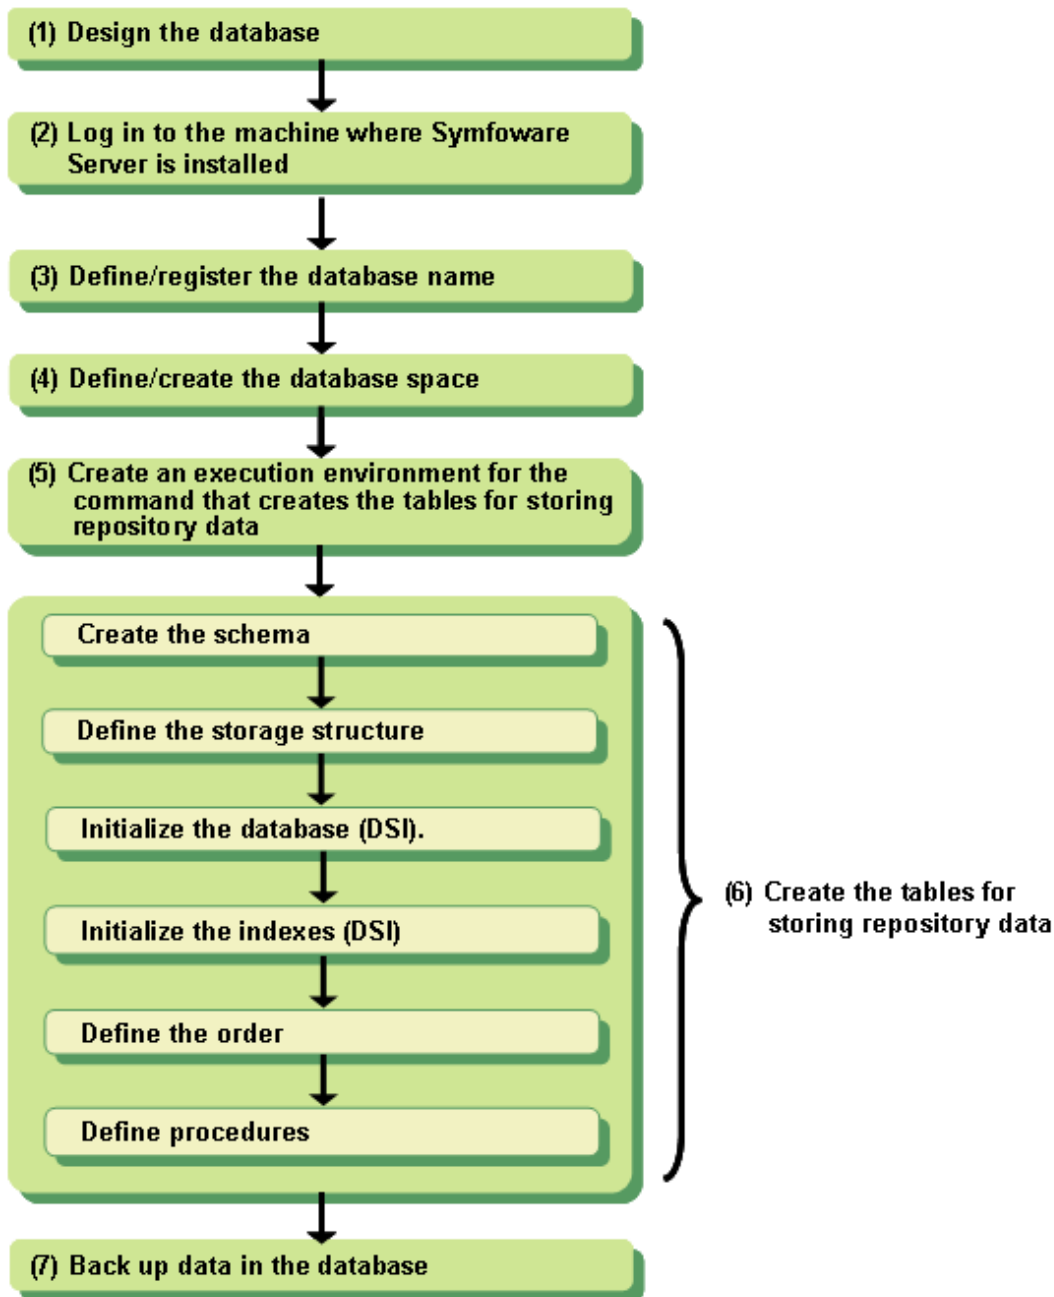 (1) Design the database
(2) Log in to the machine where Symfoware
Server is installed
(3) Define/register the database name
(4) Define/create the database space
(5) Create an execution environment for the
command that creates the tables for storing
repository data
Create the schema
Define the storage structure
Initialize the database (DSI).
Initialize the indexes (DSI)
Define the order
Define procedures
(6) Create the tables for
storing repository data
(7) Back up data in the database